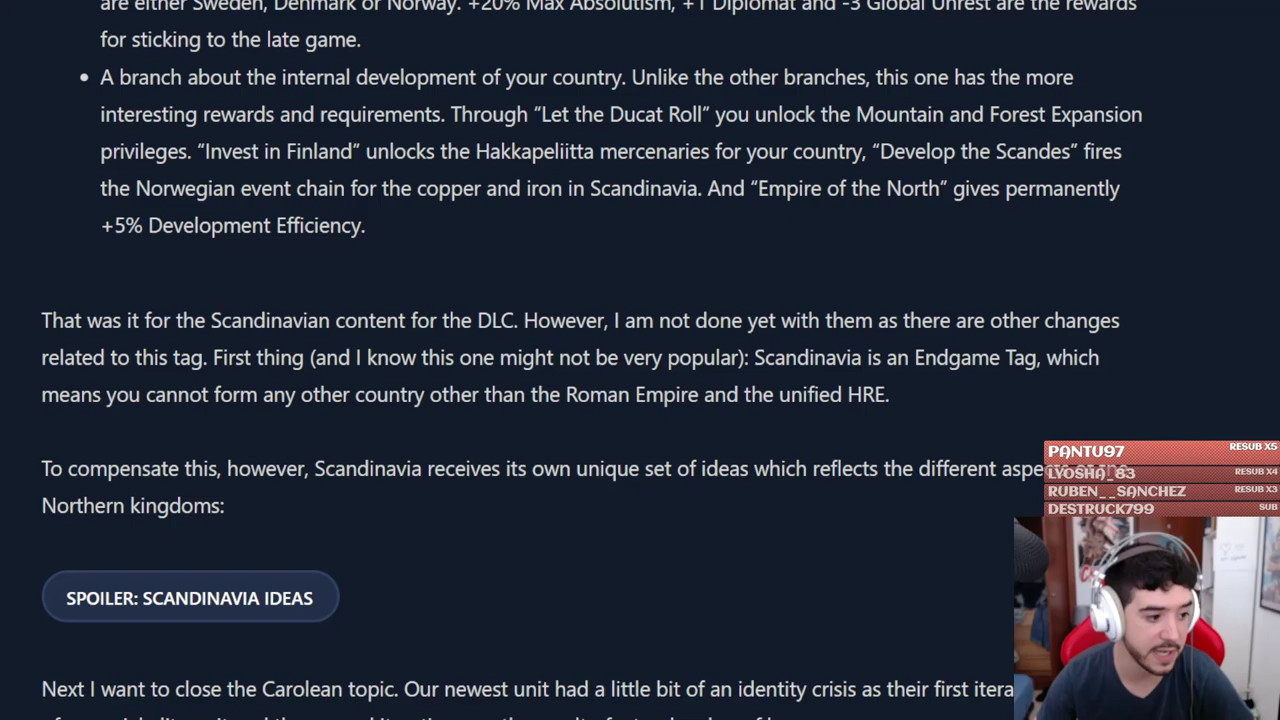 are either Sweden, Denmark or Norway. +20% Max Absolutism, +1 Diplomat and -3 Global Unrest are the rewards
for sticking to the late game.
• A branch about the internal development of your country. Unlike the other branches, this one has the more
interesting rewards and requirements. Through “Let the Ducat Roll” you unlock the Mountain and Forest Expansion
privileges. “Invest in Finland” unlocks the Hakkapeliitta mercenaries for your country, “Develop the Scandes” fires
the Norwegian event chain for the copper and iron in Scandinavia. And “Empire of the North” gives permanently
+5% Development Efficiency.
That was it for the Scandinavian content for the DLC. However, I am not done yet with them as there are other changes
related to this tag. First thing (and I know this one might not be very popular): Scandinavia is an Endgame Tag, which
means you cannot form any other country other than the Roman Empire and the unified HRE.
To compensate this, however, Scandinavia receives its own unique set of ideas which reflects the different
Northern kingdoms:
PANTU97 RESUB X5
LYOSHA_83 RESUB X4
RUBEN__SANCHEZ RESUB X3
DESTRUCK799 SUB
SPOILER: SCANDINAVIA IDEAS
Next I want to close the Carolean topic. Our newest unit had a little bit of an identity crisis as their first